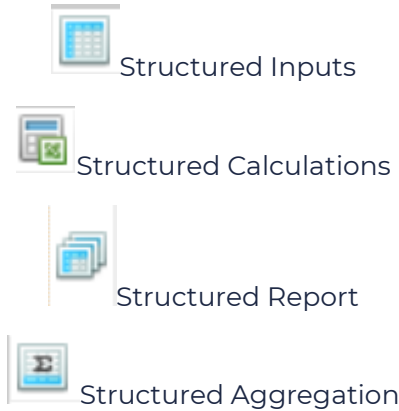 Structured Inputs
Structured Calculations
Structured Report
Σ
Structured Aggregation